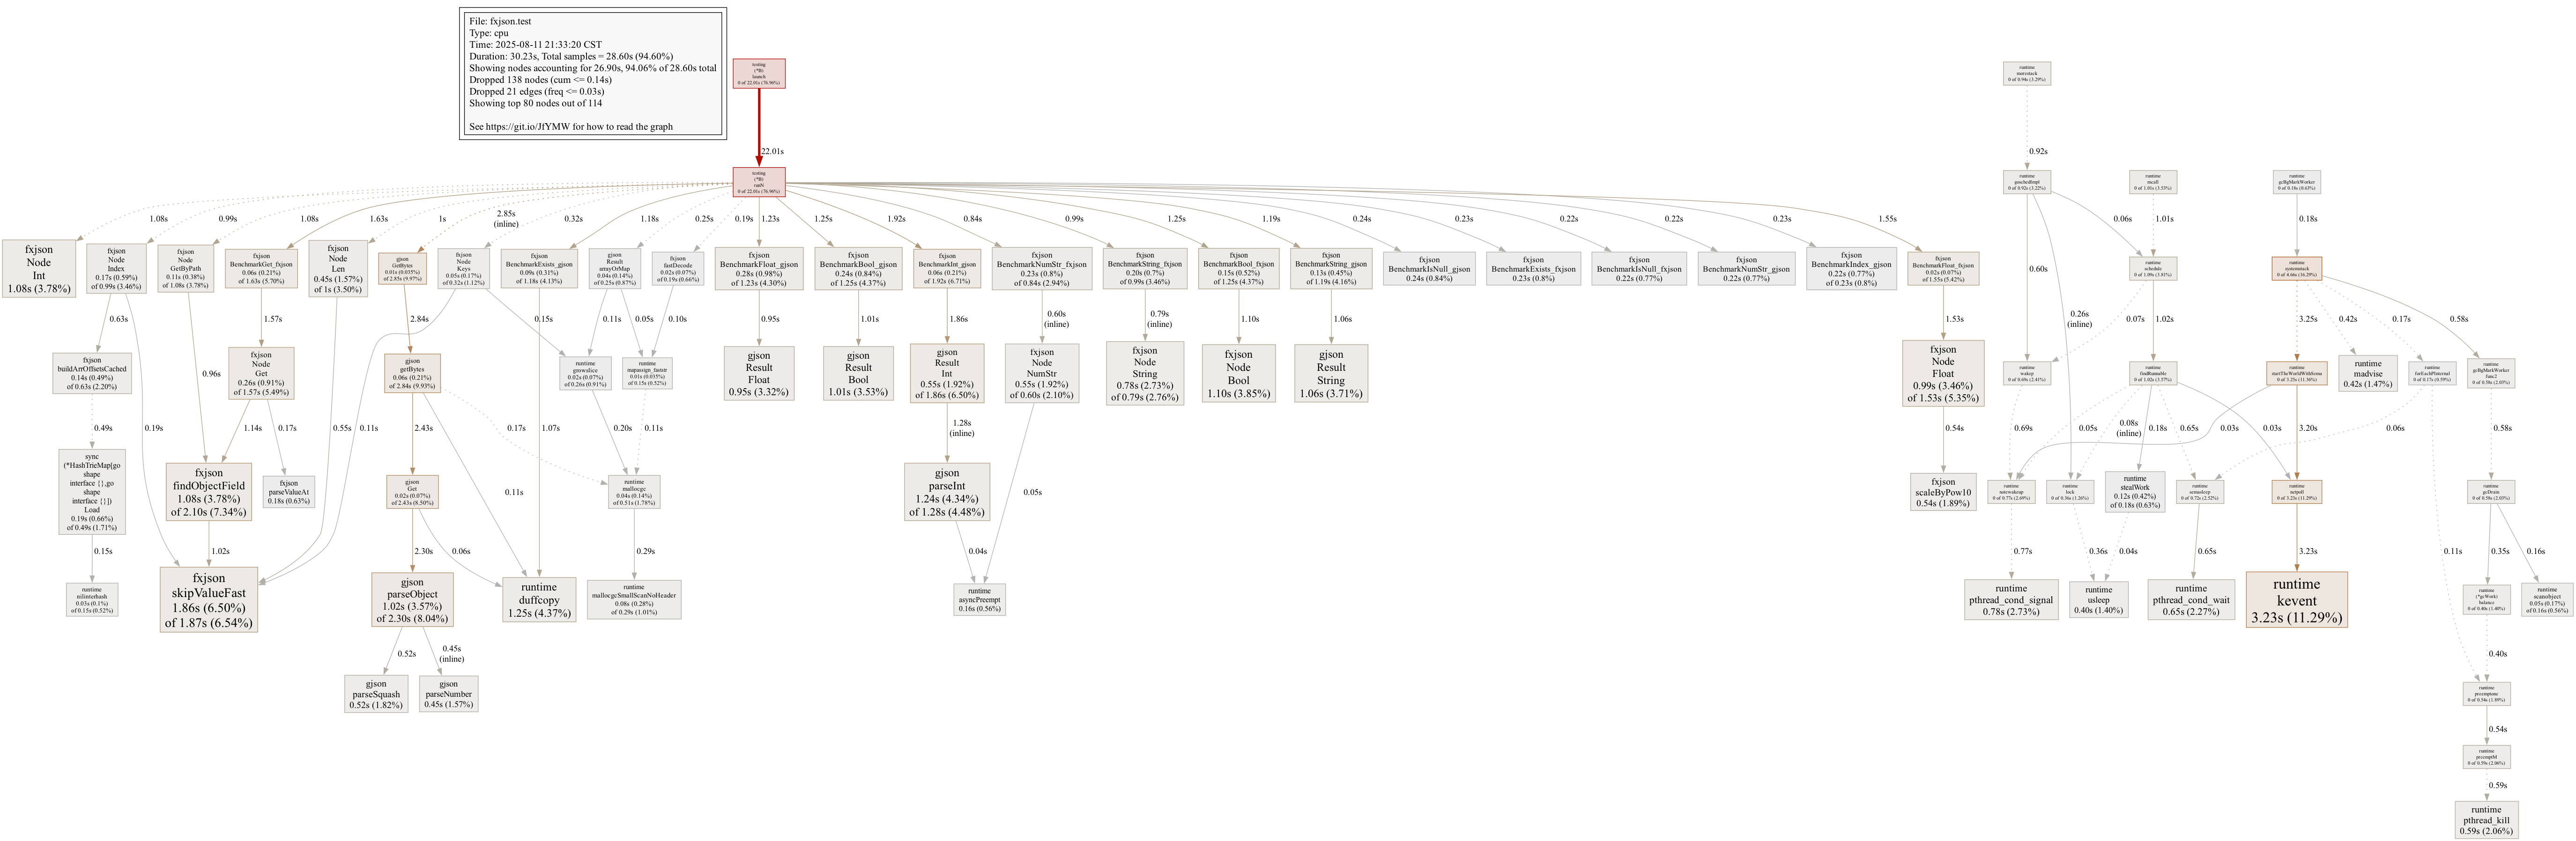 File: fxjson.test
Type: cpu
Time: 2025-08-11 21:33:20 CST
Duration: 30.23s, Total samples = 28.60s (94.60%)
Showing nodes accounting for 26.90s, 94.06% of 28.60s total
Dropped 138 nodes (cum <= 0.14s)
Dropped 21 edges (freq <= 0.03s)
Showing top 80 nodes out of 114
See https://git.io/JfYMW for how to read the graph
testing
(*B)
launch
0 of 22.01s (76.96%)
runtime
morestack
0 of 0.94s (3.29%)
22.01s
0.92s
testing
(*B)
runN
0 of 22.01s (76.96%)
runtime
goschedImpl
0 of 0.92s (3.22%)
runtime
mcall
0 of 1.01s (3.53%)
runtime
gcBgMarkWorker
0 of 0.18s (0.63%)
1.08s
0.99s
1.08s
1.63s
1s
2.85s
(inline)
0.32s
1.18s
0.25s
0.19s
1.23s
1.25s
1.92s
0.84s
0.99s
1.25s
1.19s
0.24s
0.23s
0.22s
0.22s
0.23s
1.55s
0.06s
1.01s
0.18s
fxjson
Node
Int
1.08s (3.78%)
fxjson
Node
Index
0.17s (0.59%)
of 0.99s (3.46%)
fxjson
Node
GetByPath
0.11s (0.38%)
of 1.08s (3.78%)
fxjson
BenchmarkGet_fxjson
0.06s (0.21%)
of 1.63s (5.70%)
fxjson
Node
Len
0.45s (1.57%)
of 1s (3.50%)
gjson
GetBytes
0.01s (0.035%)
of 2.85s (9.97%)
fxjson
Node
Keys
0.05s (0.17%)
of 0.32s (1.12%)
fxjson
BenchmarkExists_gjson
0.09s (0.31%)
of 1.18s (4.13%)
gjson
Result
arrayOrMap
0.04s (0.14%)
of 0.25s (0.87%)
fxjson
fastDecode
0.02s (0.07%)
of 0.19s (0.66%)
fxjson
BenchmarkFloat_gjson
0.28s (0.98%)
of 1.23s (4.30%)
fxjson
BenchmarkBool_gjson
0.24s (0.84%)
of 1.25s (4.37%)
fxjson
BenchmarkInt_gjson
0.06s (0.21%)
of 1.92s (6.71%)
fxjson
BenchmarkNumStr_fxjson
0.23s (0.8%)
of 0.84s (2.94%)
fxjson
BenchmarkString_fxjson
0.20s (0.7%)
of 0.99s (3.46%)
fxjson
BenchmarkBool_fxjson
0.15s (0.52%)
of 1.25s (4.37%)
fxjson
BenchmarkString_gjson
0.13s (0.45%)
of 1.19s (4.16%)
fxjson
BenchmarkIsNull_gjson
0.24s (0.84%)
fxjson
BenchmarkExists_fxjson
0.23s (0.8%)
fxjson
BenchmarkIsNull_fxjson
0.22s (0.77%)
fxjson
BenchmarkNumStr_gjson
0.22s (0.77%)
fxjson
BenchmarkIndex_gjson
0.22s (0.77%)
of 0.23s (0.8%)
fxjson
BenchmarkFloat_fxjson
0.02s (0.07%)
of 1.55s (5.42%)
runtime
schedule
0 of 1.09s (3.81%)
runtime
systemstack
0 of 4.66s (16.29%)
0.63s
1.57s
2.84s
0.15s
0.11s
0.05s
0.10s
0.95s
1.01s
1.86s
0.60s
(inline)
0.79s
(inline)
1.10s
1.06s
1.53s
0.60s
0.26s
(inline)
0.07s
1.02s
3.25s
0.42s
0.17s
0.58s
fxjson
buildArrOffsetsCached
0.14s (0.49%)
of 0.63s (2.20%)
0.96s
fxjson
Node
Get
0.26s (0.91%)
of 1.57s (5.49%)
gjson
getBytes
0.06s (0.21%)
of 2.84s (9.93%)
runtime
growslice
0.02s (0.07%)
of 0.26s (0.91%)
runtime
mapassign_faststr
0.01s (0.035%)
of 0.15s (0.52%)
gjson
Result
Float
0.95s (3.32%)
gjson
Result
Bool
1.01s (3.53%)
gjson
Result
Int
0.55s (1.92%)
of 1.86s (6.50%)
fxjson
Node
NumStr
0.55s (1.92%)
of 0.60s (2.10%)
fxjson
Node
String
0.78s (2.73%)
of 0.79s (2.76%)
fxjson
Node
Bool
1.10s (3.85%)
gjson
Result
String
1.06s (3.71%)
fxjson
Node
Float
0.99s (3.46%)
of 1.53s (5.35%)
runtime
wakep
0 of 0.69s (2.41%)
runtime
findRunnable
0 of 1.02s (3.57%)
runtime
startTheWorldWithSema
0 of 3.25s (11.36%)
runtime
madvise
0.42s (1.47%)
runtime
forEachPInternal
0 of 0.17s (0.59%)
runtime
gcBgMarkWorker
func2
0 of 0.58s (2.03%)
0.49s
0.19s
1.14s
0.17s
0.55s
0.11s
2.43s
0.17s
1.07s
0.20s
0.11s
1.28s
(inline)
0.54s
0.69s
0.05s
0.08s
(inline)
0.18s
0.65s
0.03s
0.03s
3.20s
0.06s
0.58s
sync
(*HashTrieMap[go
shape
interface {},go
shape
interface {}])
Load
0.19s (0.66%)
of 0.49s (1.71%)
fxjson
findObjectField
1.08s (3.78%)
of 2.10s (7.34%)
fxjson
parseValueAt
0.18s (0.63%)
gjson
Get
0.02s (0.07%)
of 2.43s (8.50%)
0.11s
runtime
mallocgc
0.04s (0.14%)
of 0.51s (1.78%)
gjson
parseInt
1.24s (4.34%)
of 1.28s (4.48%)
0.05s
fxjson
scaleByPow10
0.54s (1.89%)
runtime
notewakeup
0 of 0.77s (2.69%)
runtime
lock
0 of 0.36s (1.26%)
runtime
stealWork
0.12s (0.42%)
of 0.18s (0.63%)
runtime
semasleep
0 of 0.72s (2.52%)
runtime
netpoll
0 of 3.23s (11.29%)
runtime
gcDrain
0 of 0.58s (2.03%)
0.15s
1.02s
2.30s
0.06s
0.29s
0.04s
0.77s
0.36s
0.04s
0.65s
3.23s
0.11s
0.35s
0.16s
runtime
nilinterhash
0.03s (0.1%)
of 0.15s (0.52%)
fxjson
skipValueFast
1.86s (6.50%)
of 1.87s (6.54%)
gjson
parseObject
1.02s (3.57%)
of 2.30s (8.04%)
runtime
duffcopy
1.25s (4.37%)
runtime
mallocgcSmallScanNoHeader
0.08s (0.28%)
of 0.29s (1.01%)
runtime
asyncPreempt
0.16s (0.56%)
runtime
pthread_cond_signal
0.78s (2.73%)
runtime
usleep
0.40s (1.40%)
runtime
pthread_cond_wait
0.65s (2.27%)
runtime
kevent
3.23s (11.29%)
runtime
(*gcWork)
balance
0 of 0.40s (1.40%)
runtime
scanobject
0.05s (0.17%)
of 0.16s (0.56%)
0.52s
0.45s
(inline)
0.40s
gjson
parseSquash
0.52s (1.82%)
gjson
parseNumber
0.45s (1.57%)
runtime
preemptone
0 of 0.54s (1.89%)
0.54s
runtime
preemptM
0 of 0.59s (2.06%)
0.59s
runtime
pthread_kill
0.59s (2.06%)